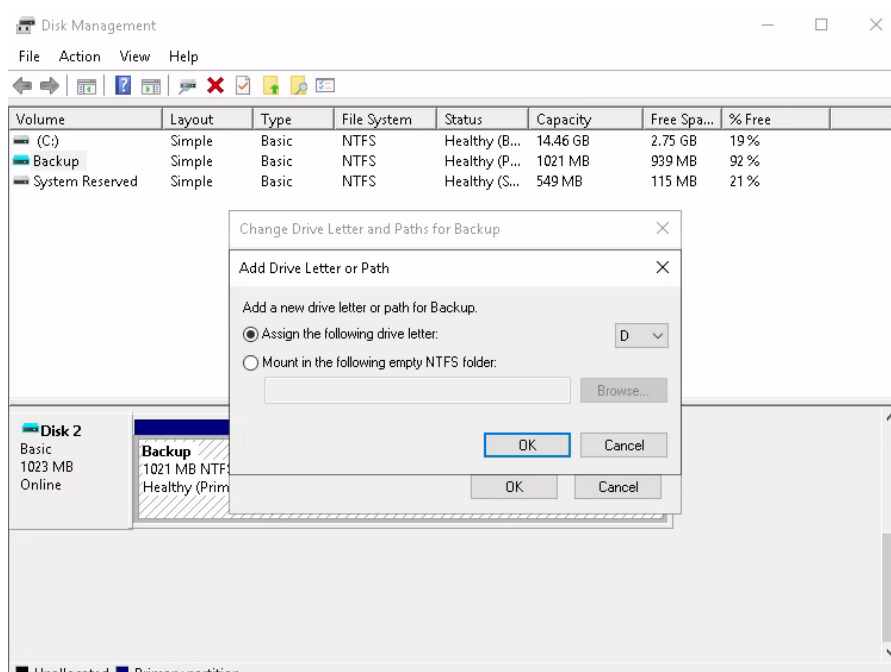 Disk Management
File Action View Help
Volume Layout Type File System Status Capacity Free Spa... % Free
(C:) Simple Basic NTFS Healthy (B... 14.46 GB 2.75 GB 19 %
Backup Simple Basic NTFS Healthy (P... 1021 MB 939 MB 92 %
System Reserved Simple Basic NTFS Healthy (S... 549 MB 115 MB 21 %
Change Drive Letter and Paths for Backup
Add Drive Letter or Path
Add a new drive letter or path for Backup.
Assign the following drive letter: D
Mount in the following empty NTFS folder:
Browse...
OK Cancel
OK Cancel
Disk 2
Basic
1023 MB
Online
Backup
1021 MB NTFS
Healthy (Prim
Unallocated Primary partition